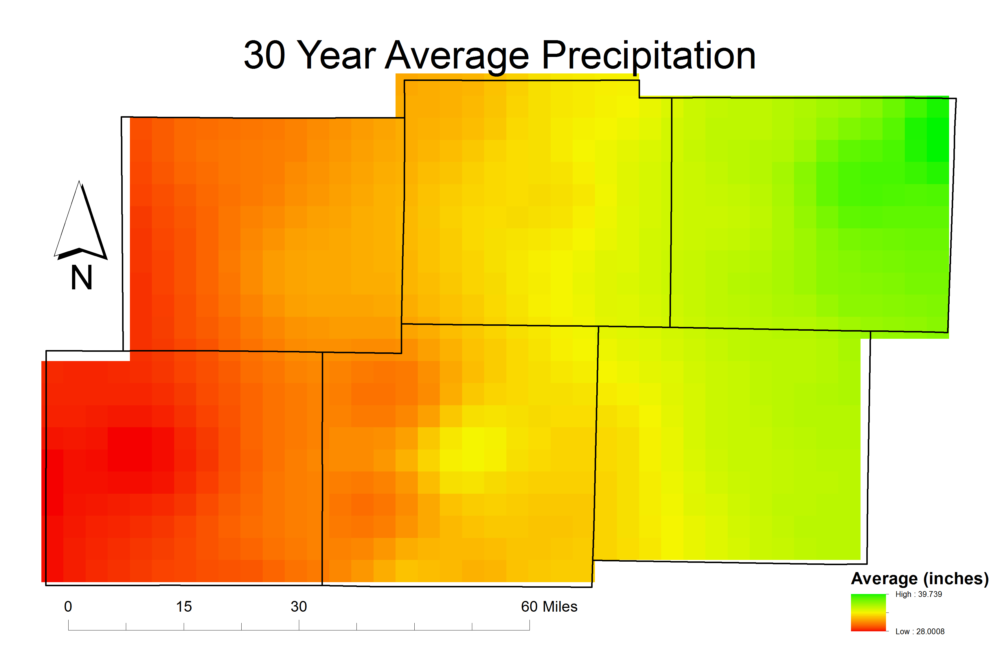 30 Year Average Precipitation
N
Average (inches)
High : 39.739
Low : 28.0008
0 15 30 60 Miles